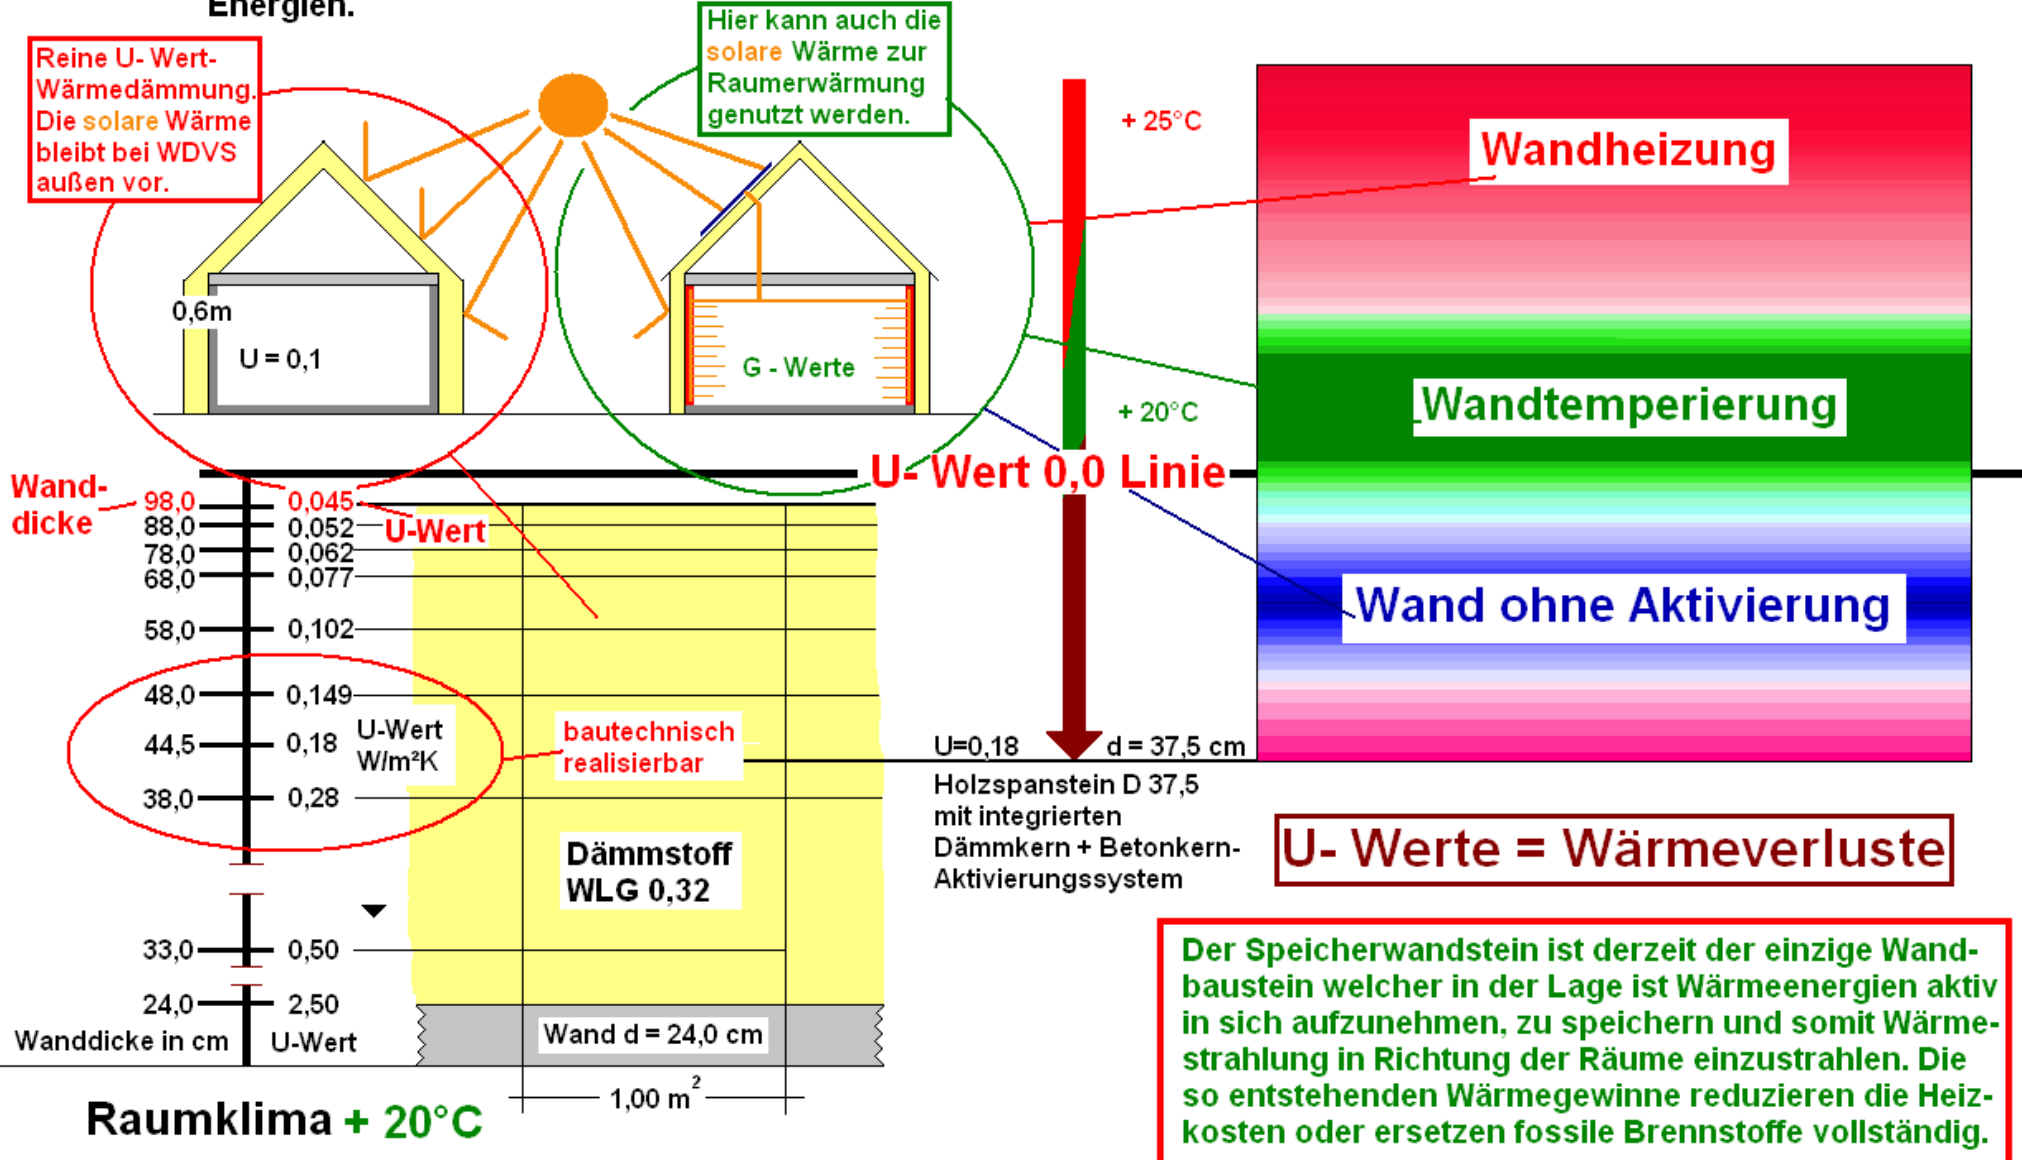 Energien.
Reine U- Wert-
Wärmedämmung.
Die solare Wärme
bleibt bei WDVS
außen vor.
Hier kann auch die
solare Wärme zur
Raumerwärmung
genutzt werden.
+ 25°C
Wandheizung
0,6m
U = 0,1
G - Werte
+ 20°C
Wandtemperierung
U- Wert 0,0 Linie
Wand-
dicke
98,0 0,045
88,0 0,052
U-Wert
78,0 0,062
68,0 0,077
58,0 0,102
Wand ohne Aktivierung
48,0 0,149
44,5 0,18
U-Wert
W/m²K
38,0 0,28
bautechnisch
realisierbar
U=0,18 d = 37,5 cm
Holzspanstein D 37,5
mit integrierten
Dämmkern + Betonkern-
Aktivierungssystem
U- Werte = Wärmeverluste
Dämmstoff
WLG 0,32
33,0 0,50
24,0 2,50
Wanddicke in cm U-Wert
Wand d = 24,0 cm
1,00 m²
Raumklima + 20°C
Der Speicherwandstein ist derzeit der einzige Wand-
baustein welcher in der Lage ist Wärmeenergien aktiv
in sich aufzunehmen, zu speichern und somit Wärme-
strahlung in Richtung der Räume einzustrahlen. Die
so entstehenden Wärmegewinne reduzieren die Heiz-
kosten oder ersetzen fossile Brennstoffe vollständig.